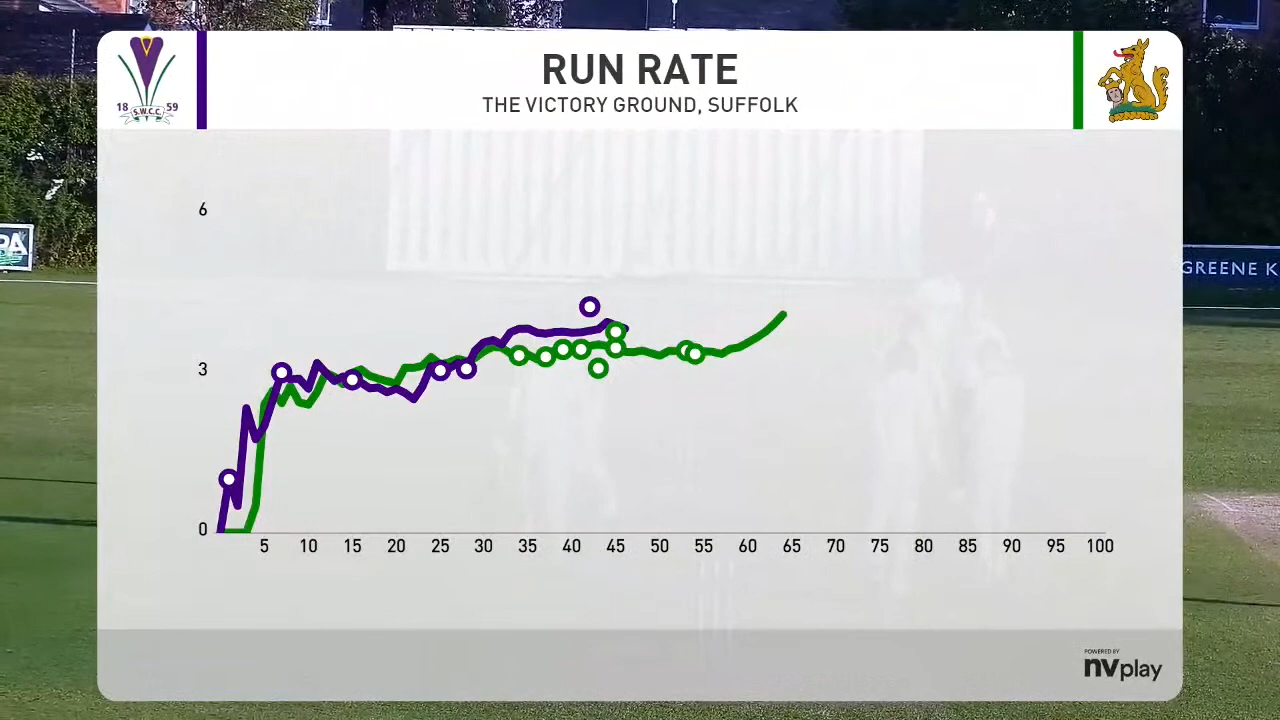 RUN RATE
THE VICTORY GROUND, SUFFOLK
18 S.W.C.C. 59
6
3
0
5 10 15 20 25 30 35 40 45 50 55 60 65 70 75 80 85 90 95 100
GREENE K
POWERED BY
nvplay